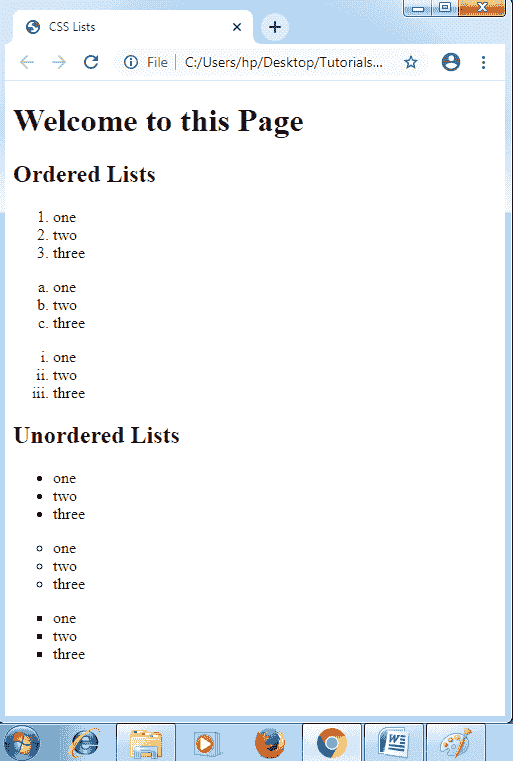 CSS Lists
File | C:/Users/hp/Desktop/Tutorials...
Welcome to this Page
Ordered Lists
1. one
2. two
3. three
a. one
b. two
c. three
i. one
ii. two
iii. three
Unordered Lists
• one
• two
• three
○ one
○ two
○ three
▪ one
▪ two
▪ three